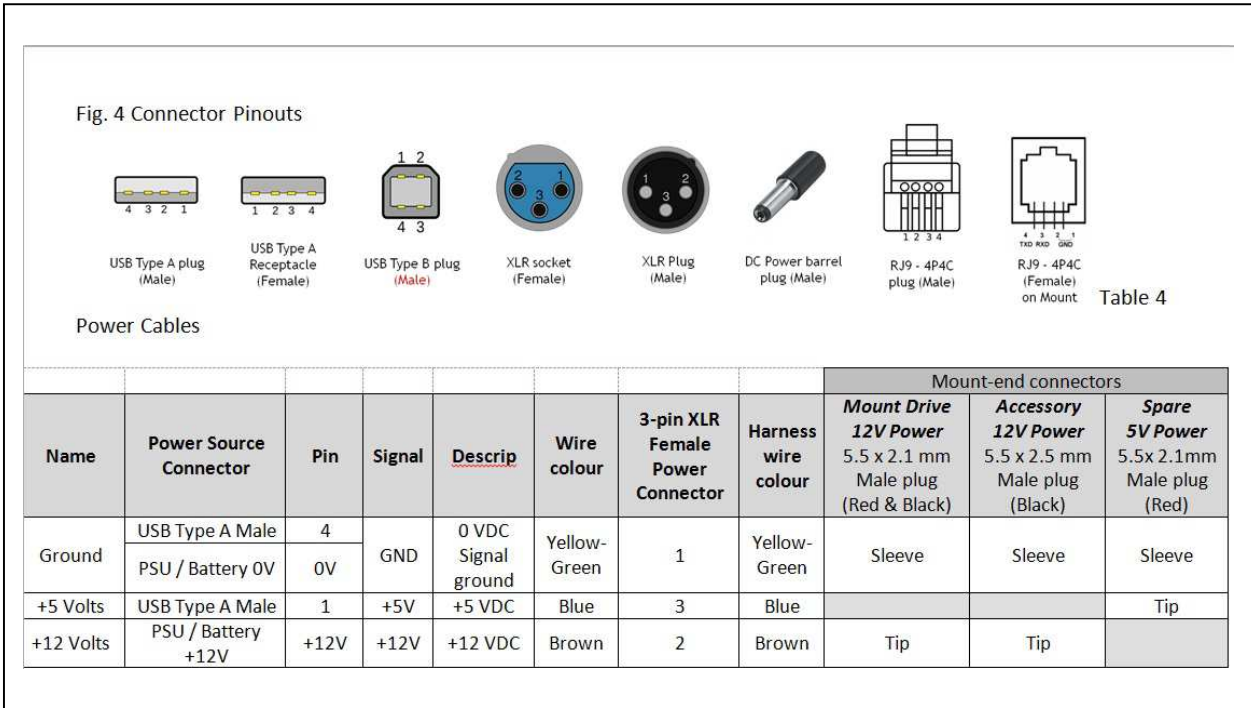 Fig. 4 Connector Pinouts
4 3 2 1
USB Type A plug
(Male)
1 2 3 4
USB Type A
Receptacle
(Female)
1 2
4 3
USB Type B plug
(Male)
2 1
3
XLR socket
(Female)
1 2
3
XLR Plug
(Male)
DC Power barrel
plug (Male)
1 2 3 4
RJ9 - 4P4C
plug (Male)
4 3 2 1
TXD RXD GND
RJ9 - 4P4C
(Female)
on Mount
Table 4
Power Cables
Mount-end connectors
Name
Power Source
Connector
Pin
Signal
Descrip
Wire
colour
3-pin XLR
Female
Power
Connector
Harness
wire
colour
Mount Drive
12V Power
5.5 x 2.1 mm
Male plug
(Red & Black)
Accessory
12V Power
5.5 x 2.5 mm
Male plug
(Black)
Spare
5V Power
5.5x 2.1mm
Male plug
(Red)
Ground
USB Type A Male
4
PSU / Battery 0V
0V
GND
0 VDC
Signal
ground
Yellow-
Green
1
Yellow-
Green
Sleeve
Sleeve
Sleeve
+5 Volts
USB Type A Male
1
+5V
+5 VDC
Blue
3
Blue
Tip
+12 Volts
PSU / Battery
+12V
+12V
+12V
+12 VDC
Brown
2
Brown
Tip
Tip